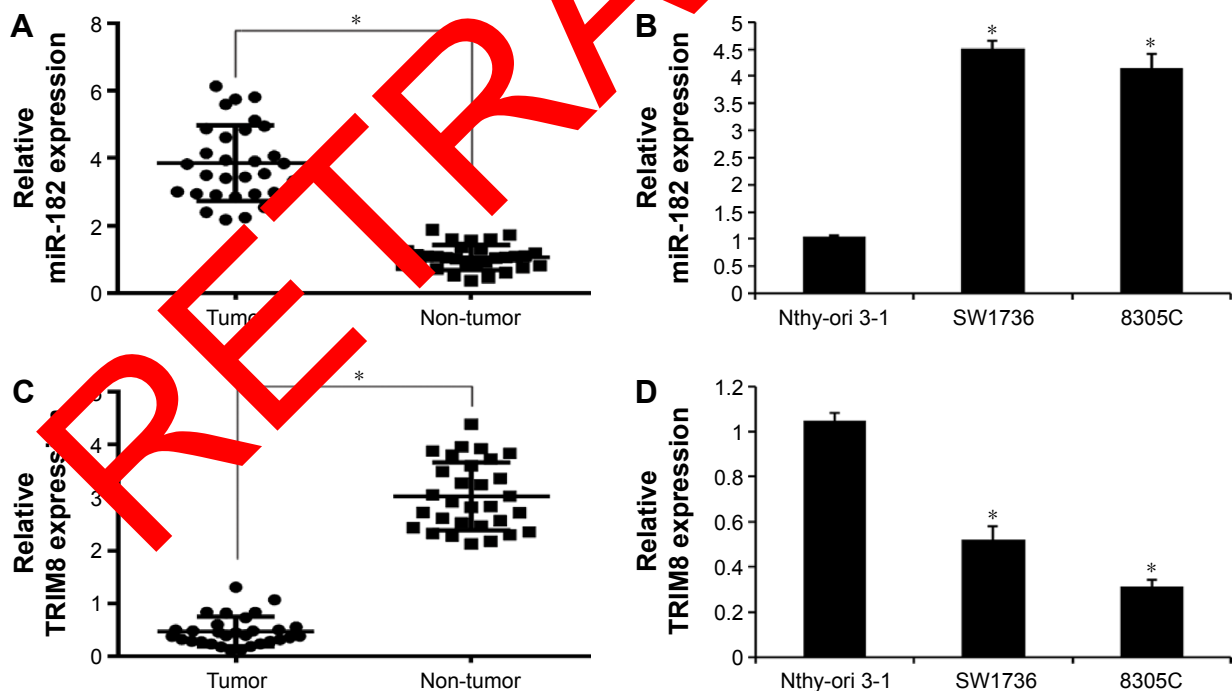 A
Relative
miR-182 expression
8
6
4
2
0
*
Tumor
Non-tumor
B
Relative
miR-182 expression
5
4.5
4
3.5
3
2.5
2
1.5
1
0.5
0
*
*
Nthy-ori 3-1
SW1736
8305C
C
Relative
TRIM8 expression
5
4
3
2
1
0
*
Tumor
Non-tumor
D
Relative
TRIM8 expression
1.2
1
0.8
0.6
0.4
0.2
0
*
*
Nthy-ori 3-1
SW1736
8305C